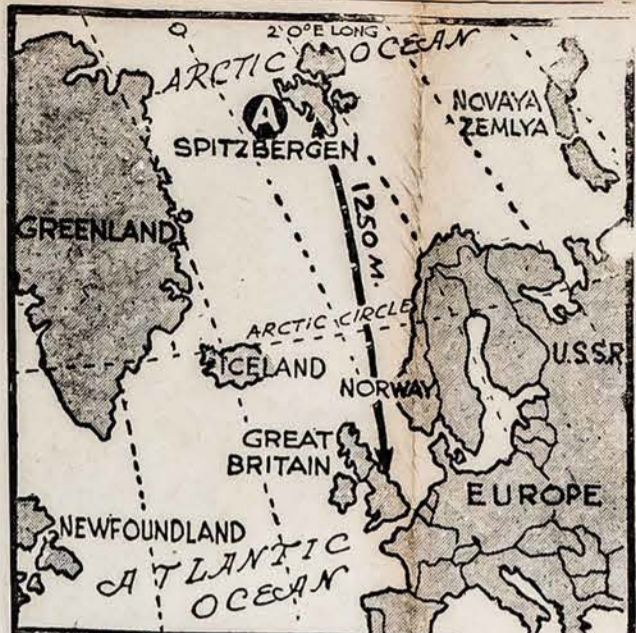 0
20°E LONG
ARCTIC OCEAN
A
SPITZBERGEN
NOVAYA
ZEMLYA
1250 M.
GREENLAND
ARCTIC CIRCLE
ICELAND
NORWAY
U.S.S.R
GREAT
BRITAIN
EUROPE
NEWFOUNDLAND
ATLANTIC
OCEAN